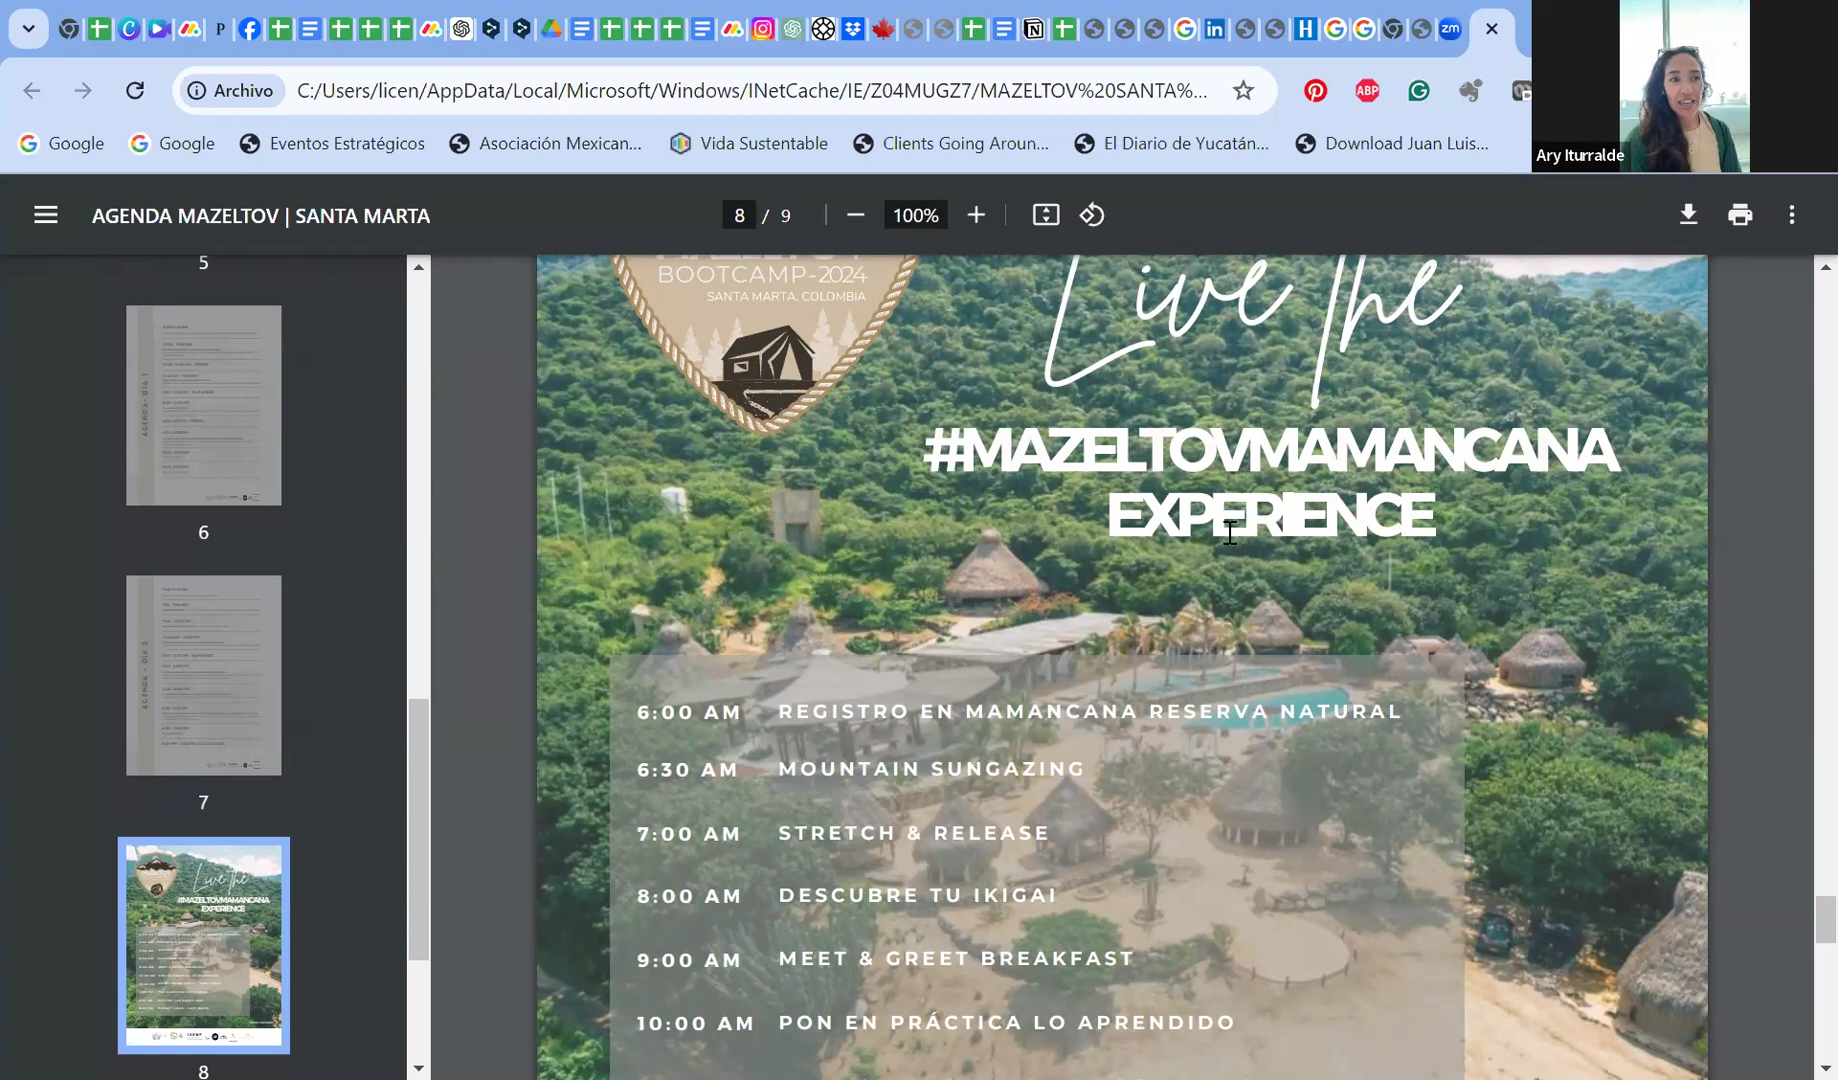 P
zm
Archivo
C:/Users/licen/AppData/Local/Microsoft/Windows/INetCache/IE/Z04MUGZ7/MAZELTOV%20SANTA%...
ABP
Google
Google
Eventos Estratégicos
Asociación Mexican...
Vida Sustentable
Clients Going Aroun...
El Diario de Yucatán...
Download Juan Luis...
Ary Iturralde
AGENDA MAZELTOV | SANTA MARTA
8 / 9
100%
5
6
7
8
BOOTCAMP-2024
SANTA MARTA, COLOMBIA
Live The
#MAZELTOVMAMANCANA
EXPERIENCE
6:00 AM REGISTRO EN MAMANCANA RESERVA NATURAL
6:30 AM MOUNTAIN SUNGAZING
7:00 AM STRETCH & RELEASE
8:00 AM DESCUBRE TU IKIGAI
9:00 AM MEET & GREET BREAKFAST
10:00 AM PON EN PRÁCTICA LO APRENDIDO